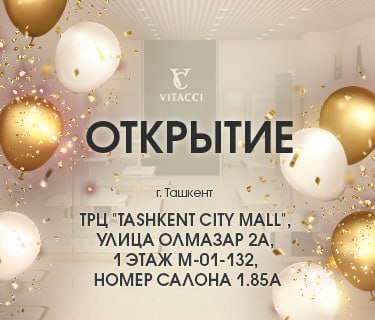 VITACCI
ОТКРЫТИЕ
г. Ташкент
ТРЦ "TASHKENT CITY MALL",
УЛИЦА ОЛМАЗАР 2А,
1 ЭТАЖ М-01-132,
НОМЕР САЛОНА 1.85А